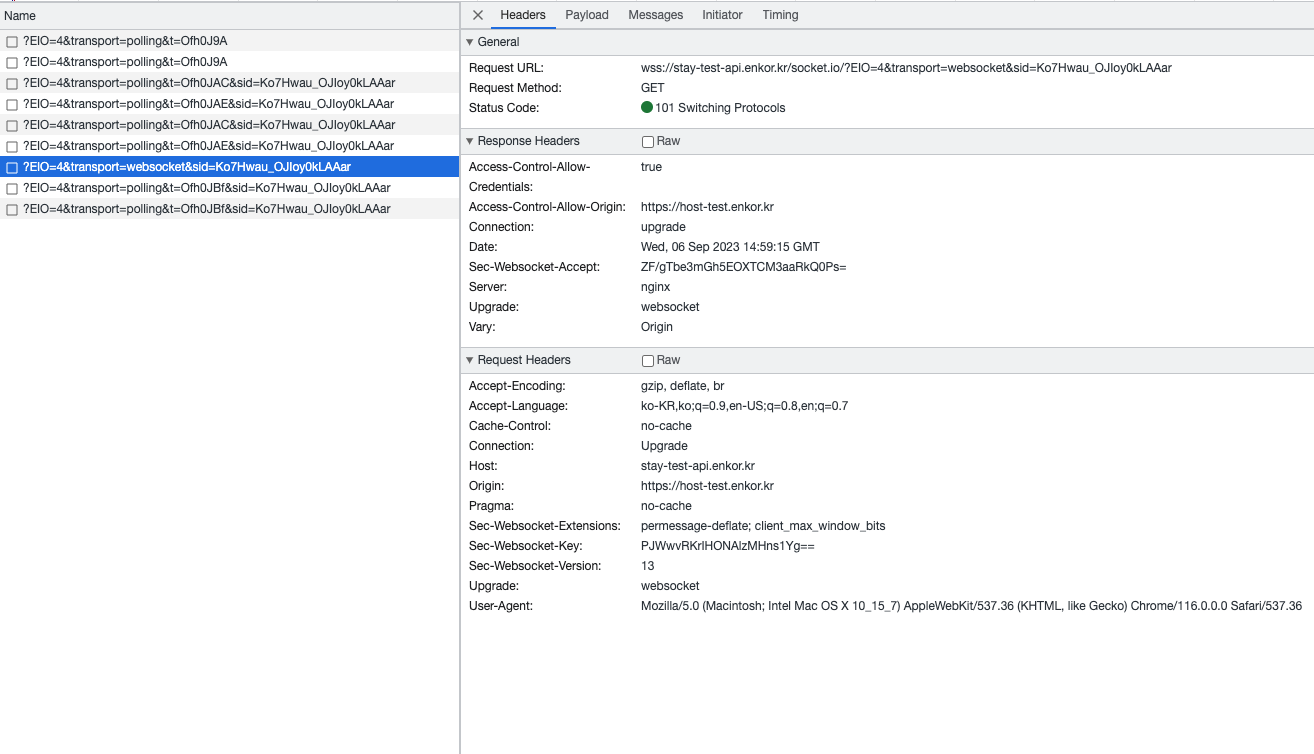 Name
?EIO=4&transport=polling&t=Ofh0J9A
?EIO=4&transport=polling&t=Ofh0J9A
?EIO=4&transport=polling&t=Ofh0JAC&sid=Ko7Hwau_OJIoy0kLAAar
?EIO=4&transport=polling&t=Ofh0JAE&sid=Ko7Hwau_OJIoy0kLAAar
?EIO=4&transport=polling&t=Ofh0JAC&sid=Ko7Hwau_OJIoy0kLAAar
?EIO=4&transport=polling&t=Ofh0JAE&sid=Ko7Hwau_OJIoy0kLAAar
?EIO=4&transport=websocket&sid=Ko7Hwau_OJIoy0kLAAar
?EIO=4&transport=polling&t=Ofh0JBf&sid=Ko7Hwau_OJIoy0kLAAar
?EIO=4&transport=polling&t=Ofh0JBf&sid=Ko7Hwau_OJIoy0kLAAar
Headers Payload Messages Initiator Timing
General
Request URL: wss://stay-test-api.enkor.kr/socket.io/?EIO=4&transport=websocket&sid=Ko7Hwau_OJIoy0kLAAar
Request Method: GET
Status Code: 101 Switching Protocols
Response Headers Raw
Access-Control-Allow- true
Credentials:
Access-Control-Allow-Origin: https://host-test.enkor.kr
Connection: upgrade
Date: Wed, 06 Sep 2023 14:59:15 GMT
Sec-Websocket-Accept: ZF/gTbe3mGh5EOXTCM3aaRkQ0Ps=
Server: nginx
Upgrade: websocket
Vary: Origin
Request Headers Raw
Accept-Encoding: gzip, deflate, br
Accept-Language: ko-KR,ko;q=0.9,en-US;q=0.8,en;q=0.7
Cache-Control: no-cache
Connection: Upgrade
Host: stay-test-api.enkor.kr
Origin: https://host-test.enkor.kr
Pragma: no-cache
Sec-Websocket-Extensions: permessage-deflate; client_max_window_bits
Sec-Websocket-Key: PJWwvRKrlHONAlzMHns1Yg==
Sec-Websocket-Version: 13
Upgrade: websocket
User-Agent: Mozilla/5.0 (Macintosh; Intel Mac OS X 10_15_7) AppleWebKit/537.36 (KHTML, like Gecko) Chrome/116.0.0.0 Safari/537.36